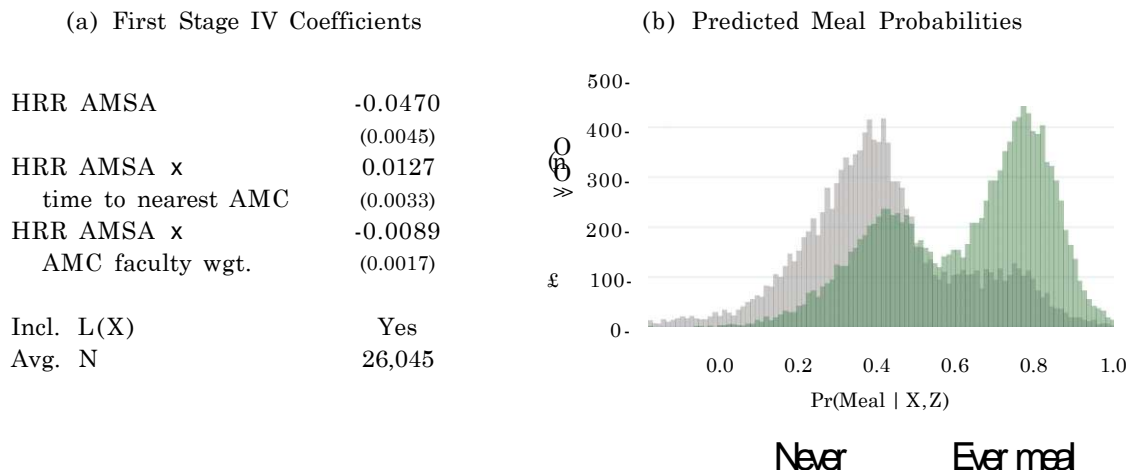 (a) First Stage IV Coefficients
HRR AMSA -0.0470
(0.0045)
HRR AMSA x 0.0127
time to nearest AMC (0.0033)
HRR AMSA x -0.0089
AMC faculty wgt. (0.0017)
Incl. L(X) Yes
Avg. N 26,045
(b) Predicted Meal Probabilities
500-
400-
300-
200-
100-
0-
0.0 0.2 0.4 0.6 0.8 1.0
Pr(Meal | X,Z)
Never Ever meal